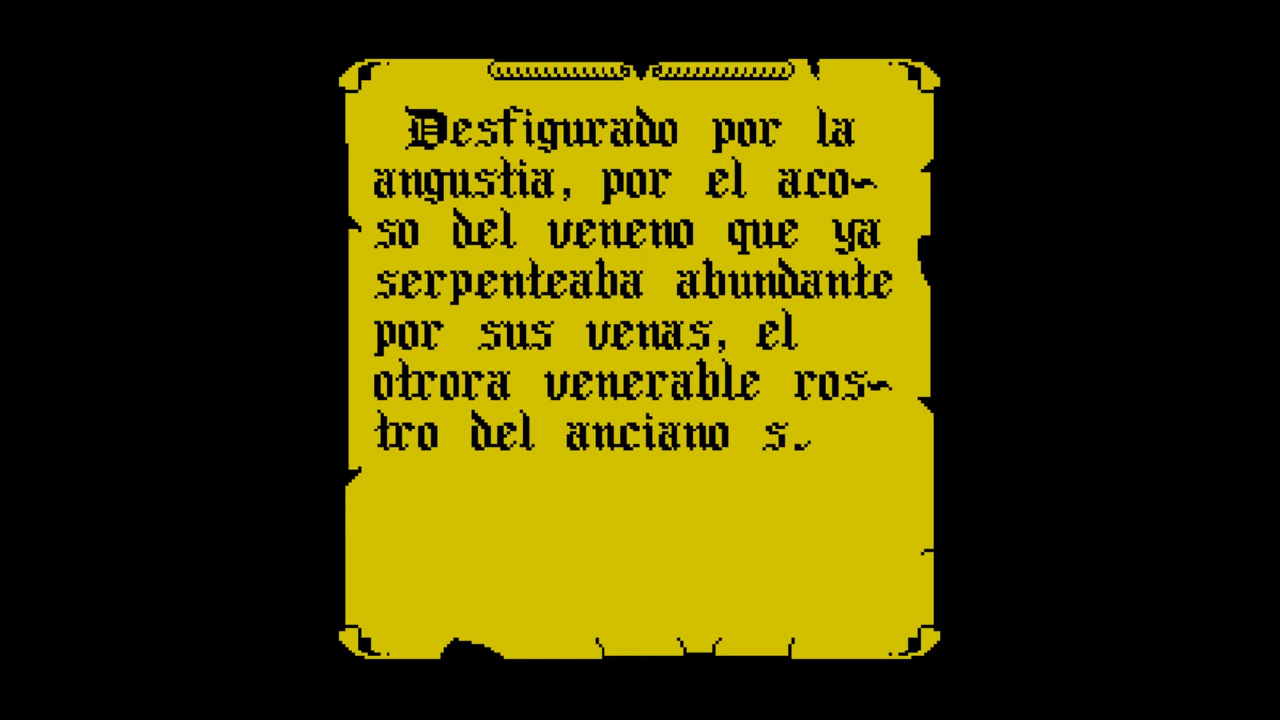 Desfigurado por la
angustia, por el aco-
so del veneno que ya
serpenteaba abundante
por sus venas, el
otrora venerable ros-
tro del anciano s